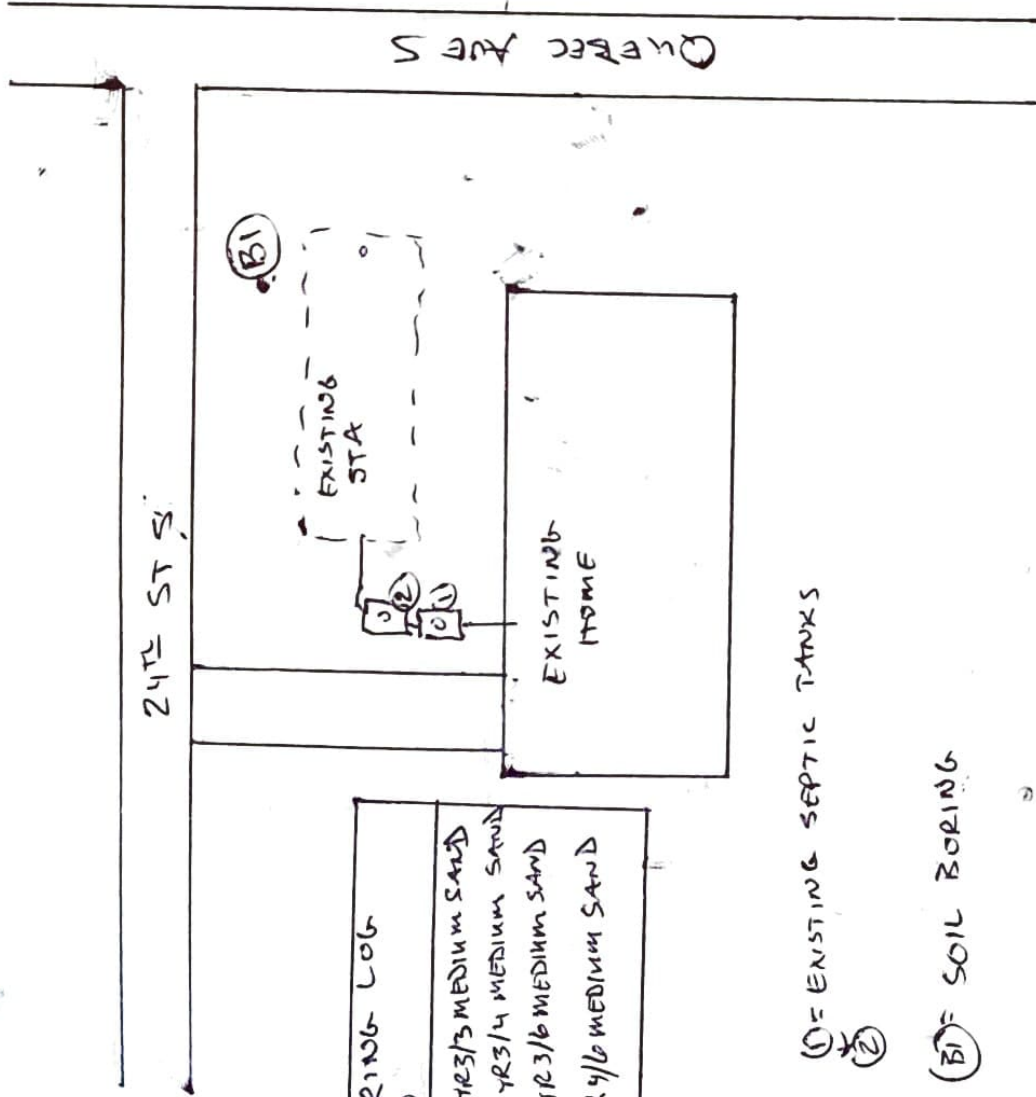 QUEBEC AVE S
24TH ST S
B1
EXISTING
STA
2
1
EXISTING
HOME
RING LOG
YR3/3 MEDIUM SAND
YR3/4 MEDIUM SAND
YR3/6 MEDIUM SAND
4/6 MEDIUM SAND
1 = EXISTING SEPTIC TANKS
&
2
B1 = SOIL BORING